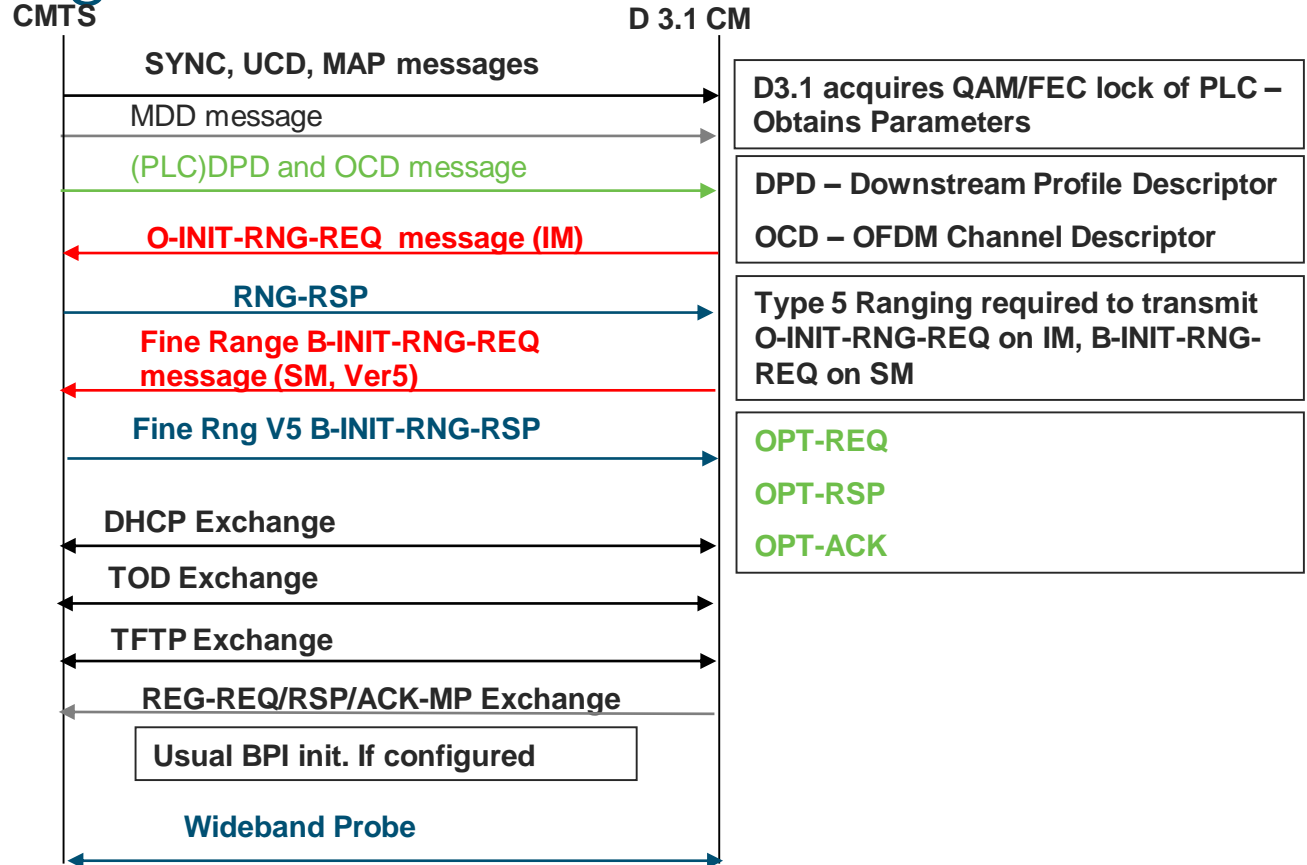 CMTS
D 3.1 CM
SYNC, UCD, MAP messages
D3.1 acquires QAM/FEC lock of PLC –
Obtains Parameters
MDD message
(PLC)DPD and OCD message
DPD – Downstream Profile Descriptor
OCD – OFDM Channel Descriptor
O-INIT-RNG-REQ message (IM)
RNG-RSP
Type 5 Ranging required to transmit
O-INIT-RNG-REQ on IM, B-INIT-RNG-
REQ on SM
Fine Range B-INIT-RNG-REQ
message (SM, Ver5)
Fine Rng V5 B-INIT-RNG-RSP
OPT-REQ
OPT-RSP
OPT-ACK
DHCP Exchange
TOD Exchange
TFTP Exchange
REG-REQ/RSP/ACK-MP Exchange
Usual BPI init. If configured
Wideband Probe